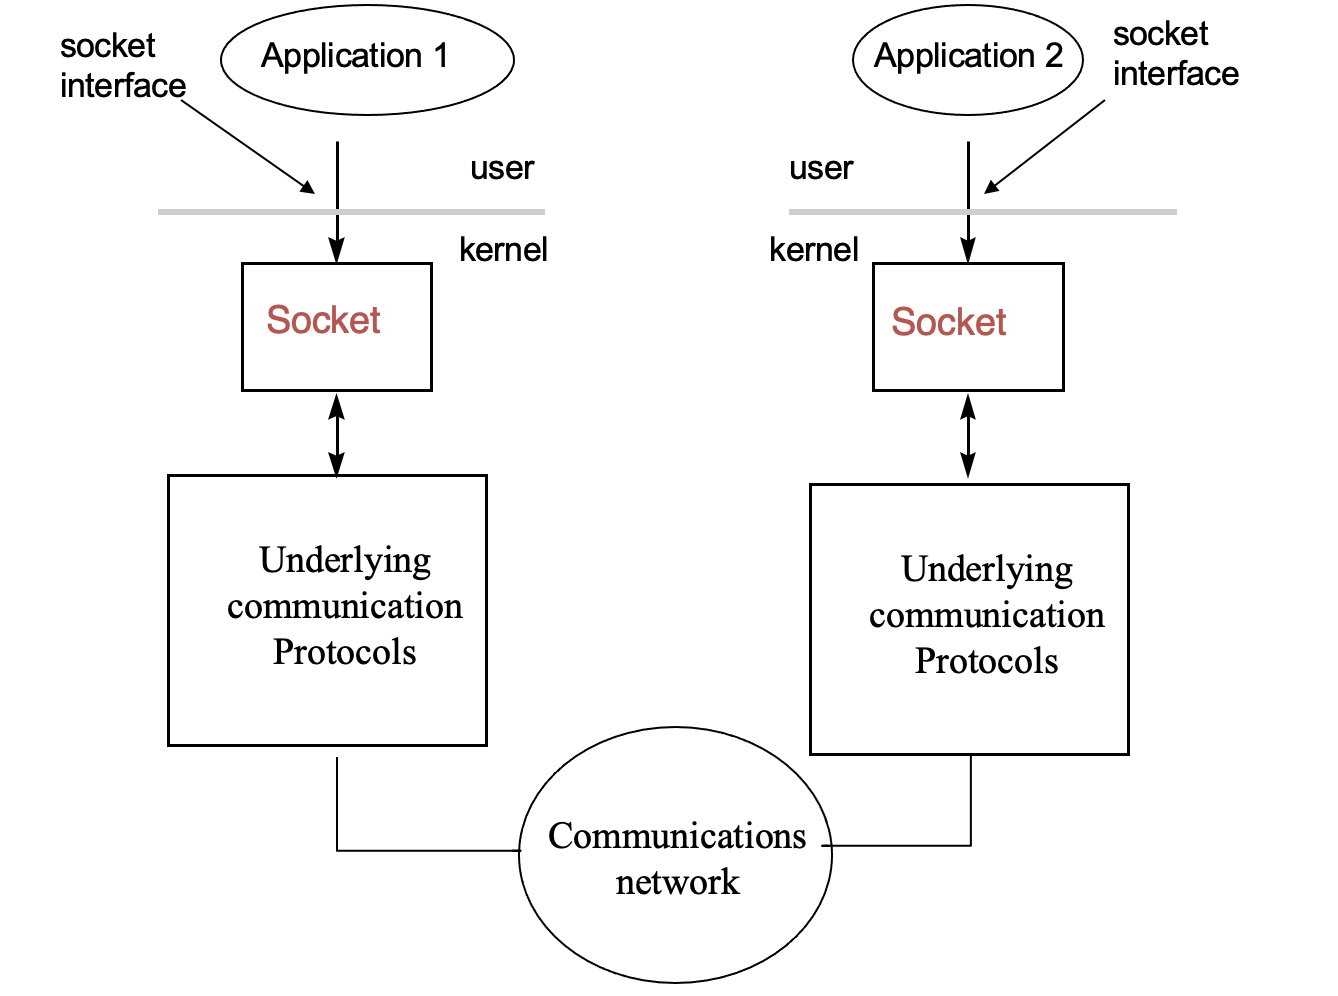 socket
interface
Application 1
user
kernel
Socket
Underlying
communication
Protocols
Application 2
socket
interface
user
kernel
Socket
Underlying
communication
Protocols
Communications
network